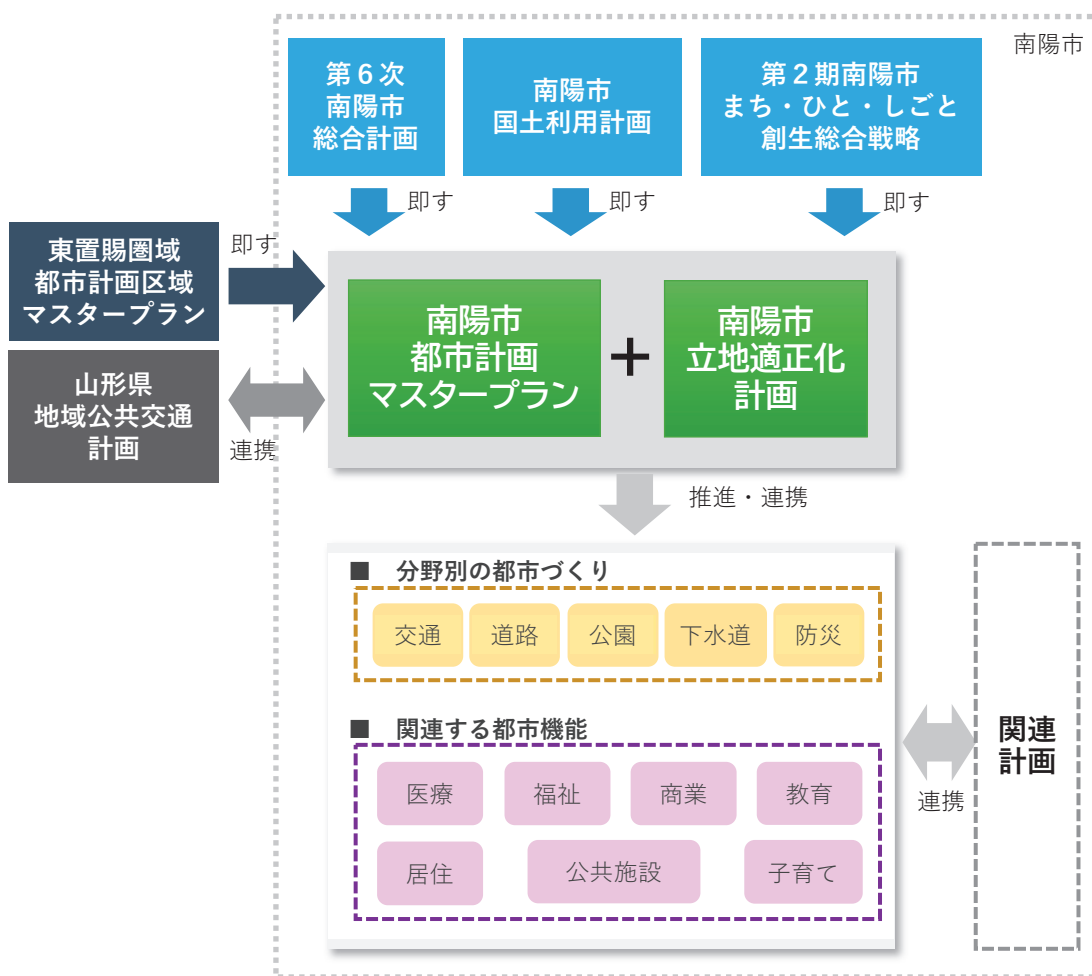 南陽市
第６次
南陽市
総合計画
南陽市
国土利用計画
第２期南陽市
まち・ひと・しごと
創生総合戦略
即す
即す
即す
東置賜圏域
都市計画区域
マスタープラン
即す
山形県
地域公共交通
計画
連携
南陽市
都市計画
マスタープラン
＋
南陽市
立地適正化
計画
推進・連携
■ 分野別の都市づくり
交通 道路 公園 下水道 防災
■ 関連する都市機能
医療 福祉 商業 教育
居住 公共施設 子育て
連携
関連
計画